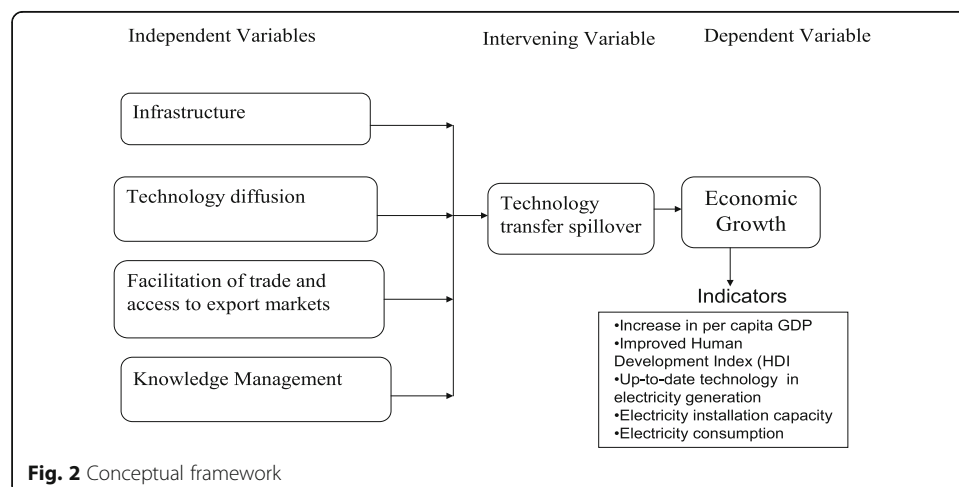 Independent Variables
Intervening Variable
Dependent Variable
Infrastructure
Technology diffusion
Facilitation of trade and
access to export markets
Knowledge Management
Technology
transfer spillover
Economic
Growth
Indicators
•Increase in per capita GDP
•Improved Human
Development Index (HDI
•Up-to-date technology in
electricity generation
•Electricity installation capacity
•Electricity consumption
Fig. 2 Conceptual framework